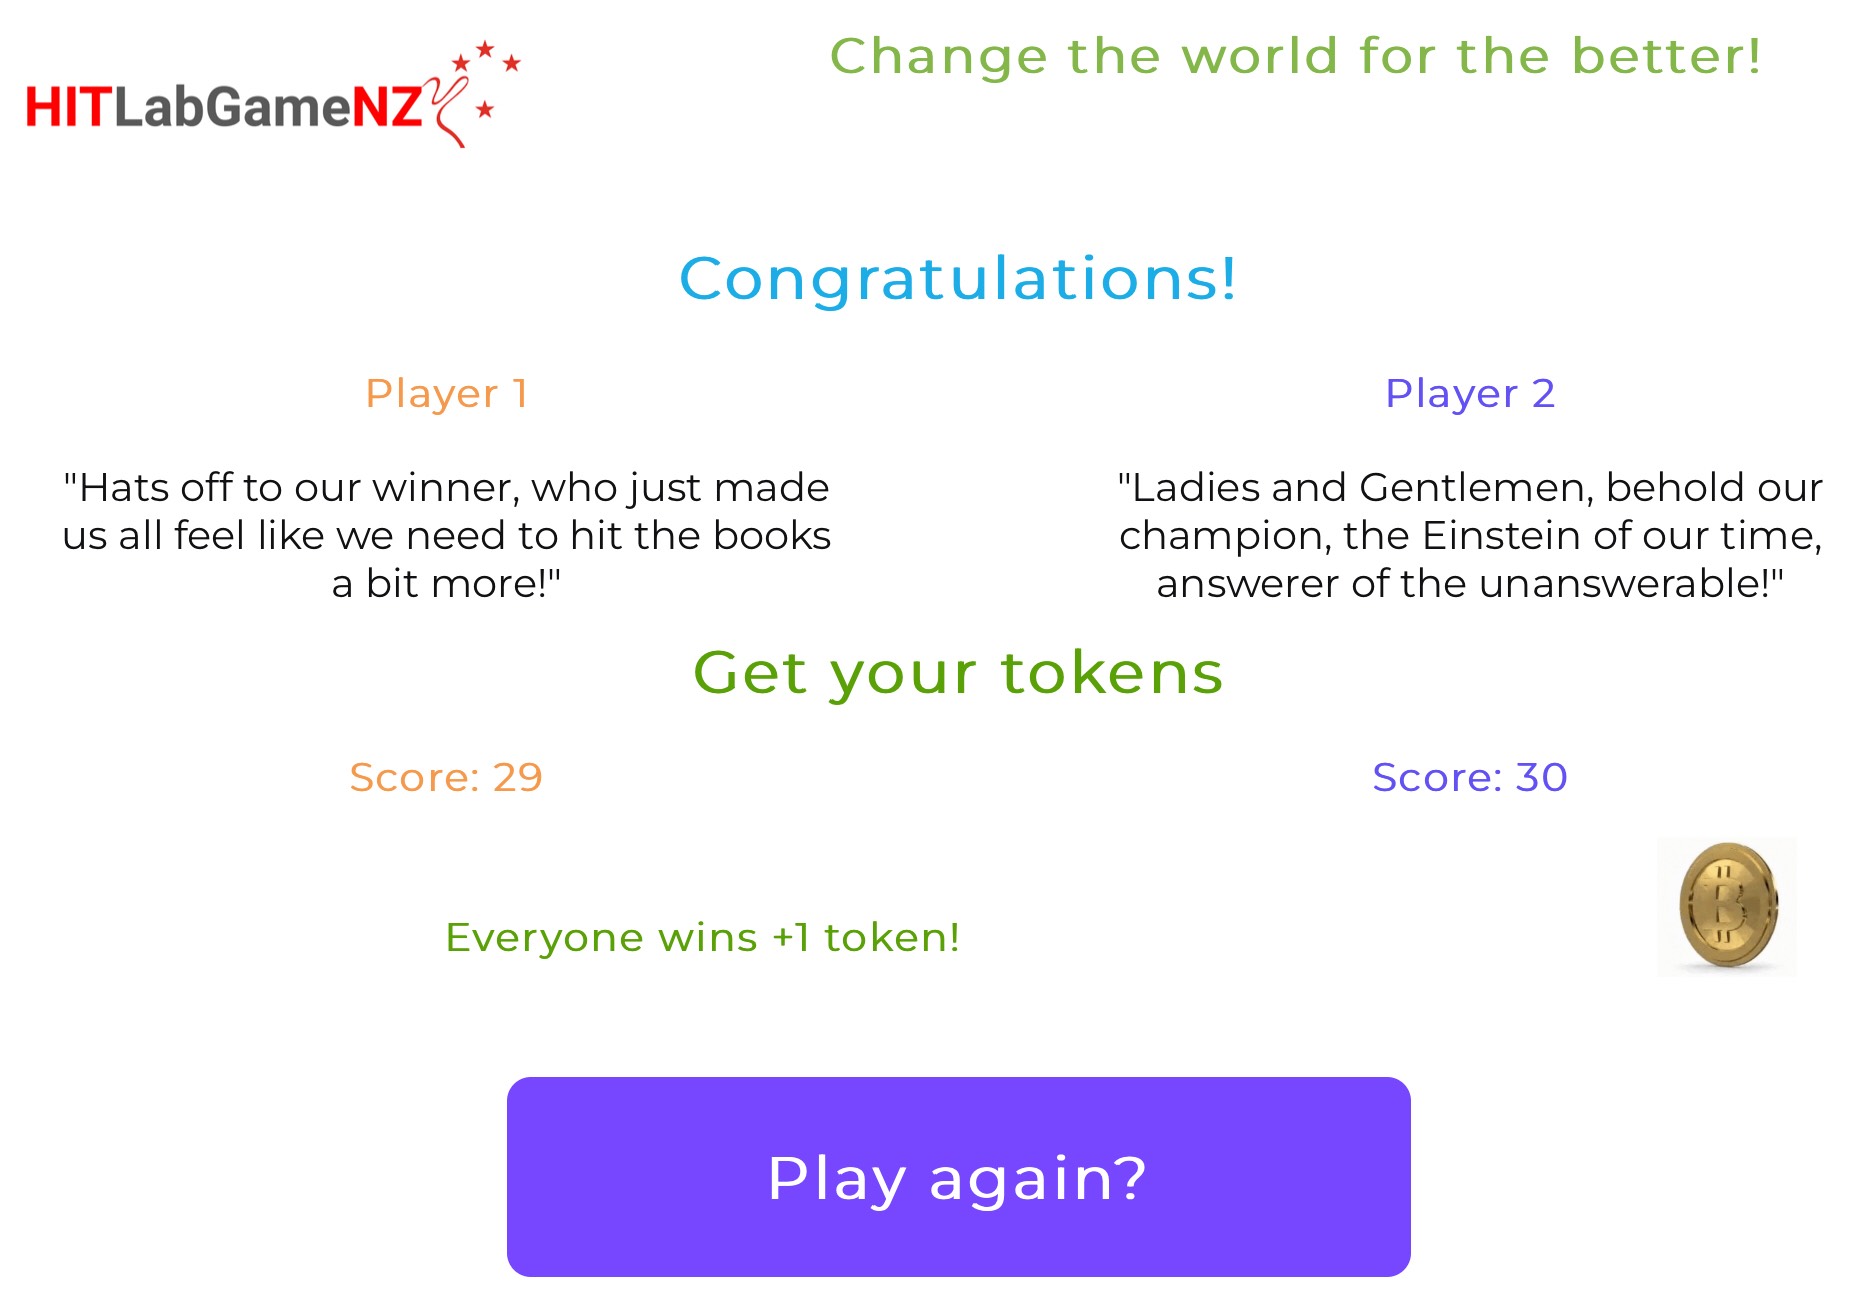 HITLabGameNZ
Change the world for the better!
Congratulations!
Player 1
"Hats off to our winner, who just made
us all feel like we need to hit the books
a bit more!"
Player 2
"Ladies and Gentlemen, behold our
champion, the Einstein of our time,
answerer of the unanswerable!"
Get your tokens
Score: 29
Score: 30
Everyone wins +1 token!
B
Play again?